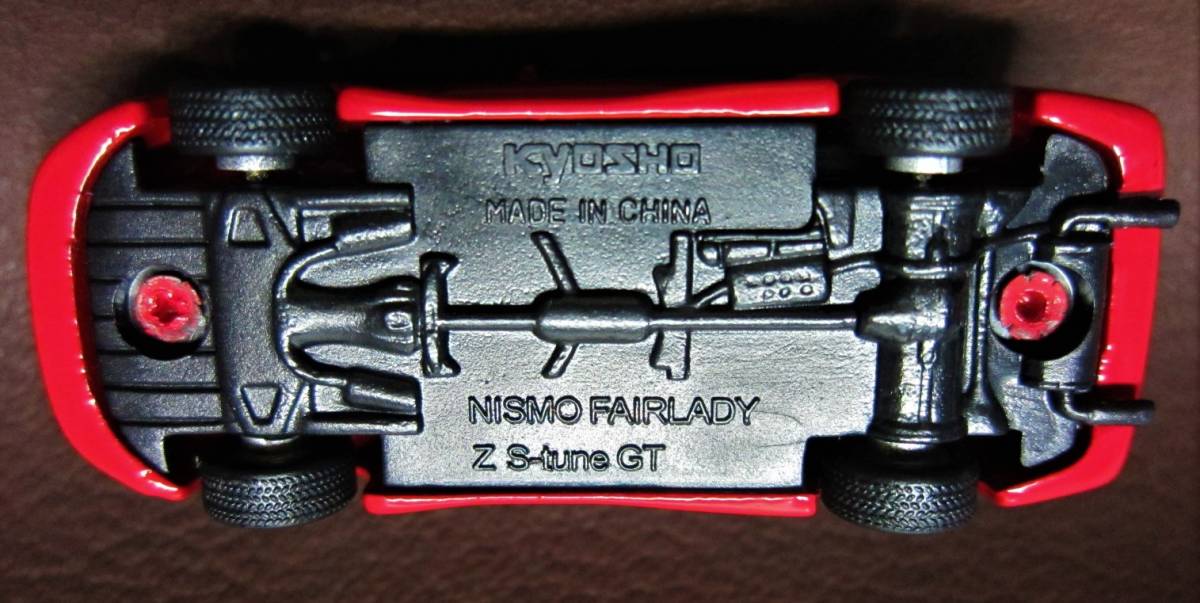 KYOSHO
MADE IN CHINA
NISMO FAIRLADY
Z S-tune GT